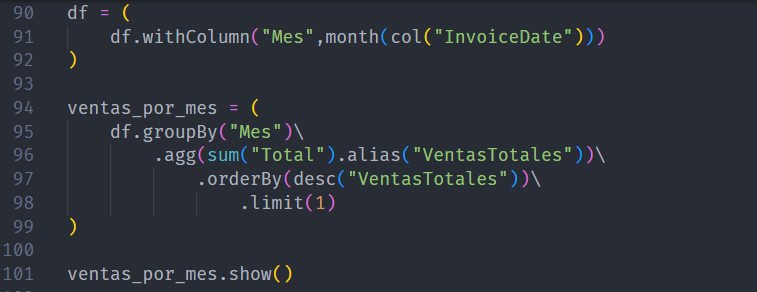 90 df = (
91     df.withColumn("Mes",month(col("InvoiceDate")))
92 )
93
94 ventas_por_mes = (
95     df.groupBy("Mes")\
96         .agg(sum("Total").alias("VentasTotales"))\
97             .orderBy(desc("VentasTotales"))\
98                 .limit(1)
99 )
100
101 ventas_por_mes.show()